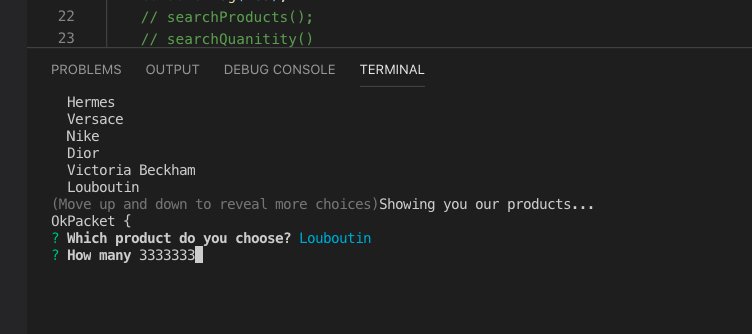 22 // searchProducts();
23 // searchQuanitity()
PROBLEMS OUTPUT DEBUG CONSOLE TERMINAL
Hermes
Versace
Nike
Dior
Victoria Beckham
Louboutin
(Move up and down to reveal more choices)Showing you our products...
OkPacket {
? Which product do you choose? Louboutin
? How many 3333333